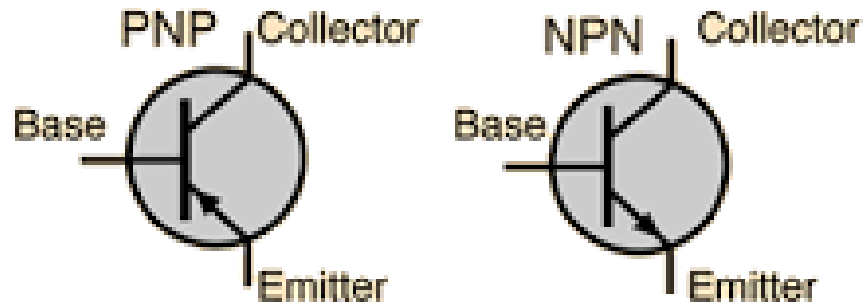 PNP Collector
Base
Emitter
NPN Collector
Base
Emitter